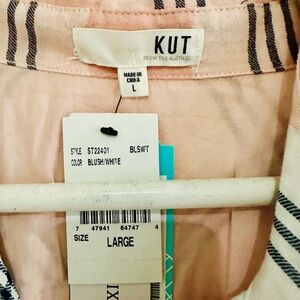 KUT
FROM THE KLOTH
MADE IN
CHINA
L
STYLE ST22401 BLSWT
COLOR BLUSH/WHITE
7 47941 64747 4
SIZE LARGE